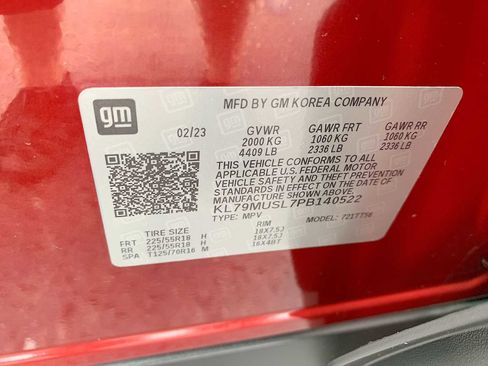 gm
MFD BY GM KOREA COMPANY
02/23 GVWR GAWR FRT GAWR RR
2000 KG 1060 KG 1060 KG
4409 LB 2336 LB 2336 LB
THIS VEHICLE CONFORMS TO ALL
APPLICABLE U.S. FEDERAL MOTOR
VEHICLE SAFETY AND THEFT PREVENTION
STANDARDS IN EFFECT ON THE DATE OF
MANUFACTURE SHOWN ABOVE.
KL79MUSL7PB140522
TYPE: MPV MODEL: 721TT56
TIRE SIZE RIM
FRT 225/55R18 H 18X7.5J
RR 225/55R18 H 18X7.5J
SPA T125/70R16 M 16X4BT